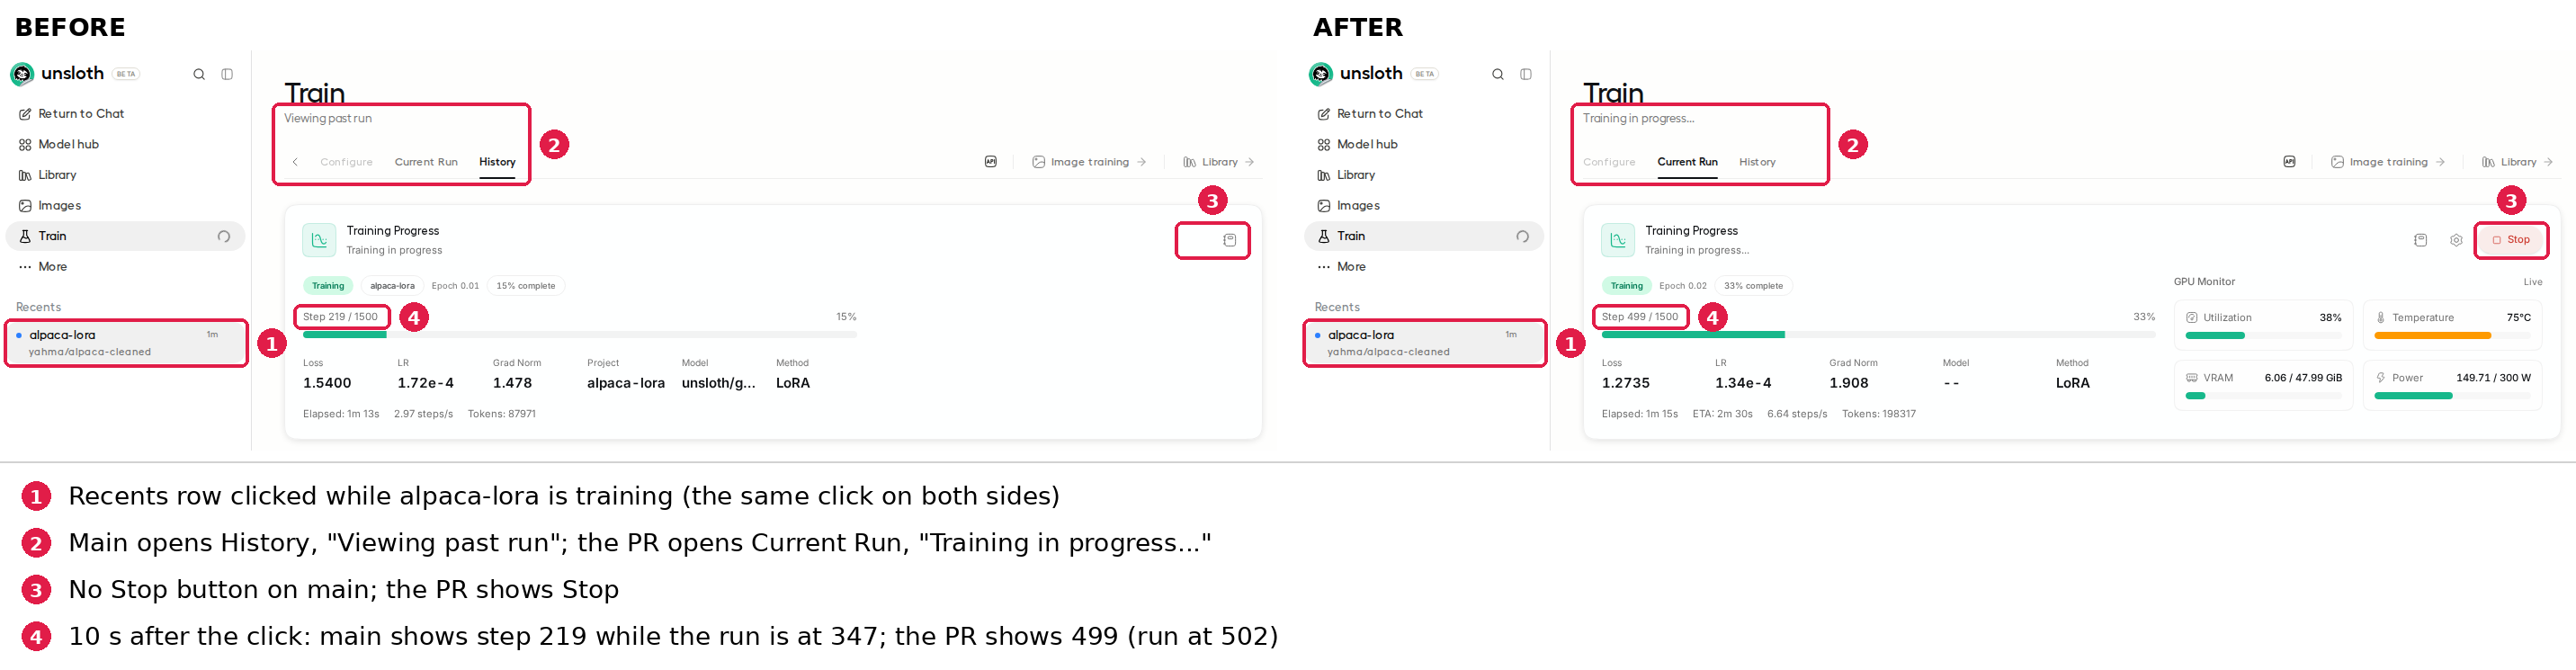 BEFORE
unsloth BETA
Return to Chat
Model hub
Library
Images
Train
More
Recents
alpaca-lora 1m
yahma/alpaca-cleaned
1
Train
Viewing past run
Configure Current Run History
2
API Image training Library
3
Training Progress
Training in progress
Training alpaca-lora Epoch 0.01 15% complete
Step 219 / 1500 4 15%
Loss LR Grad Norm Project Model Method
1.5400 1.72e-4 1.478 alpaca-lora unsloth/g... LoRA
Elapsed: 1m 13s 2.97 steps/s Tokens: 87971
AFTER
unsloth BETA
Return to Chat
Model hub
Library
Images
Train
More
Recents
alpaca-lora 1m
yahma/alpaca-cleaned
1
Train
Training in progress...
Configure Current Run History
2
API Image training Library
3
Training Progress
Training in progress...
Stop
Training Epoch 0.02 33% complete
Step 499 / 1500 4 33%
Loss LR Grad Norm Model Method
1.2735 1.34e-4 1.908 -- LoRA
Elapsed: 1m 15s ETA: 2m 30s 6.64 steps/s Tokens: 198317
GPU Monitor Live
Utilization 38%
Temperature 75°C
VRAM 6.06 / 47.99 GiB
Power 149.71 / 300 W
1 Recents row clicked while alpaca-lora is training (the same click on both sides)
2 Main opens History, "Viewing past run"; the PR opens Current Run, "Training in progress..."
3 No Stop button on main; the PR shows Stop
4 10 s after the click: main shows step 219 while the run is at 347; the PR shows 499 (run at 502)